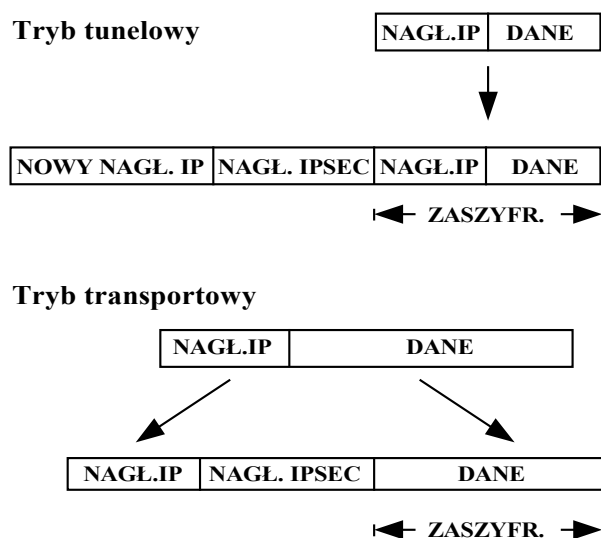 Tryb tunelowy
NAGŁ.IP DANE
NOWY NAGŁ. IP NAGŁ. IPSEC NAGŁ.IP DANE
ZASZYFR.
Tryb transportowy
NAGŁ.IP DANE
NAGŁ.IP NAGŁ. IPSEC DANE
ZASZYFR.